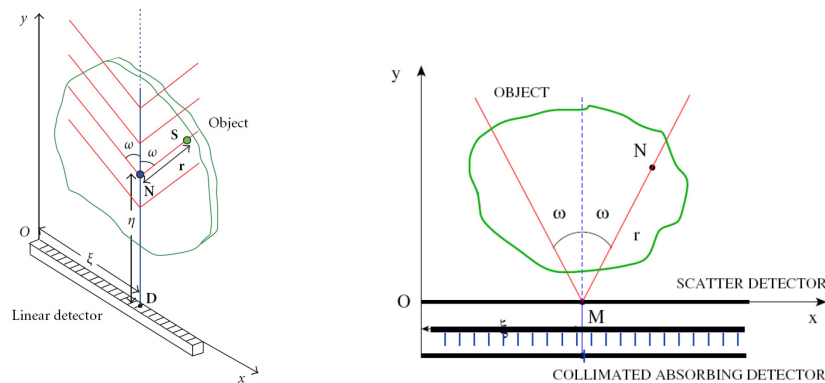 y
Object
S
ω
ω
r
N
η
O
ξ
D
Linear detector
x
y
OBJECT
N
ω
ω
r
SCATTER DETECTOR
O
M
x
ξ
COLLIMATED ABSORBING DETECTOR